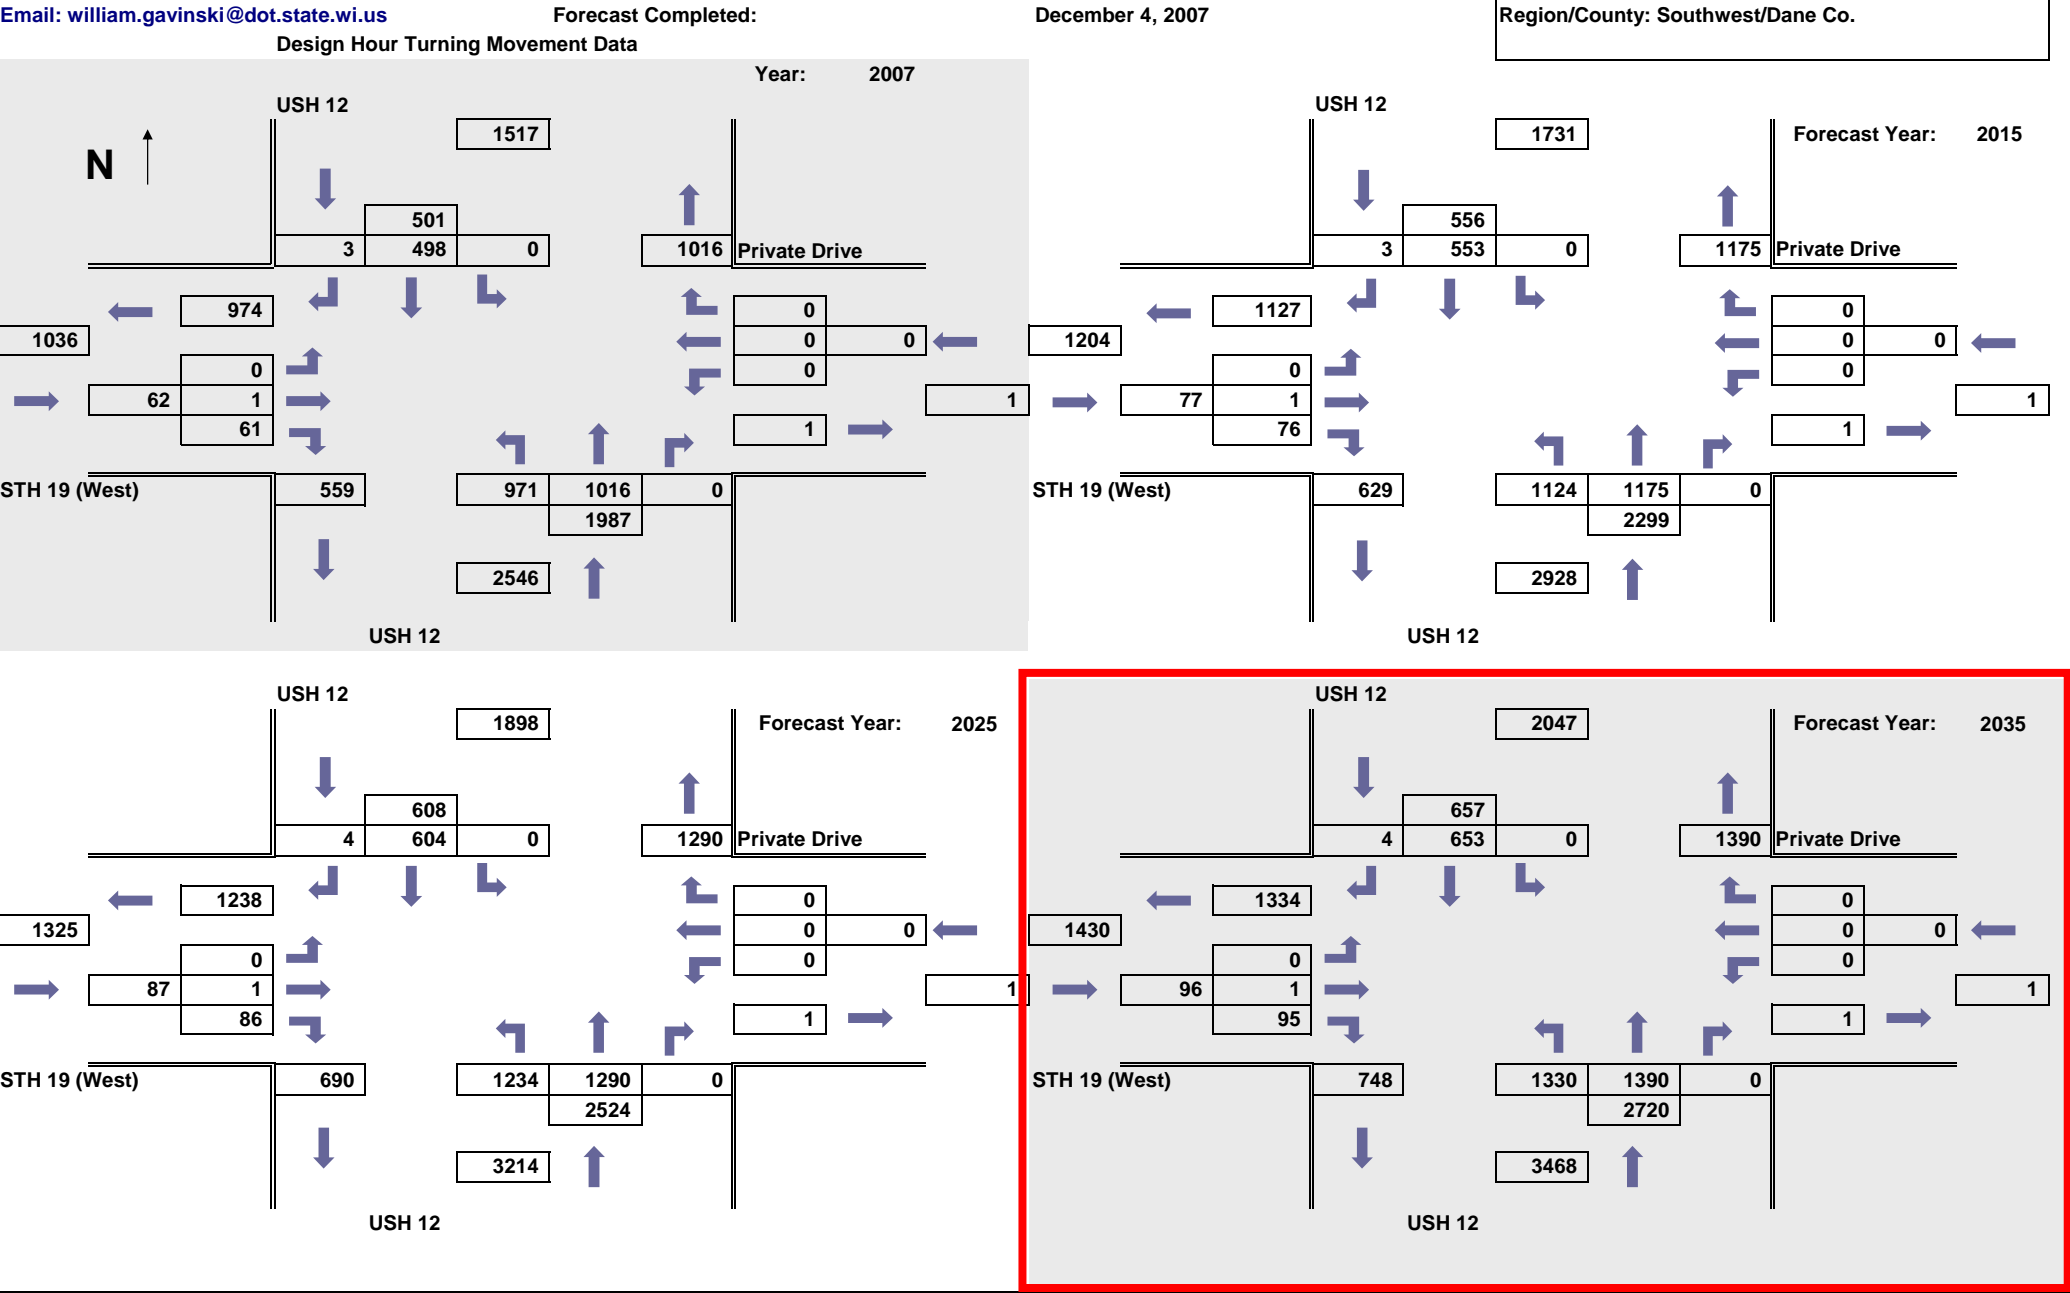 Email: william.gavinski@dot.state.wi.us Forecast Completed: December 4, 2007 Region/County: Southwest/Dane Co.
Design Hour Turning Movement Data
Year: 2007
USH 12
1517
N
501
3 498 0 1016 Private Drive
974 0
1036 0 0
0 0
62 1 1
61 1
STH 19 (West) 559 971 1016 0
1987
2546
USH 12
USH 12
1731 Forecast Year: 2015
556
3 553 0 1175 Private Drive
1127 0
1204 0 0
0 0
77 1 1
76 1
STH 19 (West) 629 1124 1175 0
2299
2928
USH 12
USH 12
1898 Forecast Year: 2025
608
4 604 0 1290 Private Drive
1238 0
1325 0 0
0 0
87 1 1
86 1
STH 19 (West) 690 1234 1290 0
2524
3214
USH 12
USH 12
2047 Forecast Year: 2035
657
4 653 0 1390 Private Drive
1334 0
1430 0 0
0 0
96 1 1
95 1
STH 19 (West) 748 1330 1390 0
2720
3468
USH 12